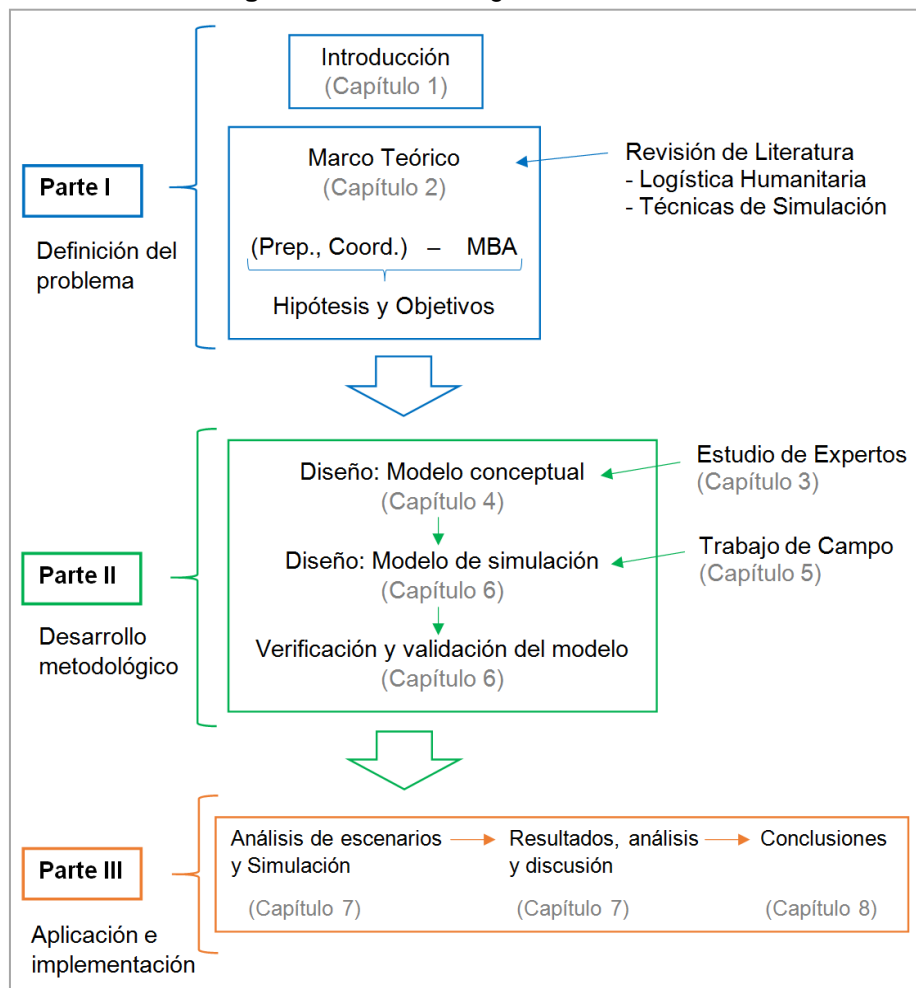 Introducción
(Capítulo 1)
Parte I
Definición del
problema
Marco Teórico
(Capítulo 2)
(Prep., Coord.) – MBA
Hipótesis y Objetivos
Revisión de Literatura
- Logística Humanitaria
- Técnicas de Simulación
Parte II
Desarrollo
metodológico
Diseño: Modelo conceptual
(Capítulo 4)
Diseño: Modelo de simulación
(Capítulo 6)
Verificación y validación del modelo
(Capítulo 6)
Estudio de Expertos
(Capítulo 3)
Trabajo de Campo
(Capítulo 5)
Parte III
Aplicación e
implementación
Análisis de escenarios
y Simulación
(Capítulo 7)
Resultados, análisis
y discusión
(Capítulo 7)
Conclusiones
(Capítulo 8)